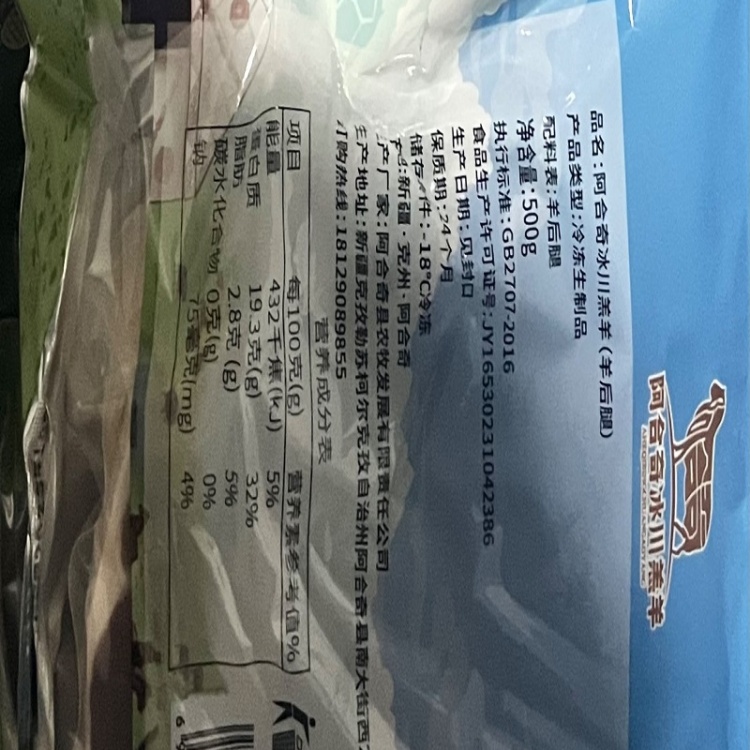 阿合奇冰川羔羊
品名:阿合奇冰川羔羊(羊后腿)
产品类型:冷冻生制品
配料表:羊后腿
净含量:500g
执行标准:GB2707-2016
食品生产许可证号:JY16530231042386
生产日期:见封口
保质期:24个月
储存条件:-18℃冷冻
产地:新疆·克州·阿合奇
生产厂家:阿合奇县农牧发展有限责任公司
生产地址:新疆克孜勒苏柯尔克孜自治州阿合奇县南大街西
订购热线:18129089855
营养成分表
项目 每100克(g) 营养素参考值%
能量 432千焦(kJ) 5%
蛋白质 19.3克(g) 32%
脂肪 2.8克(g) 5%
碳水化合物 0克(g) 0%
钠 75毫克(mg) 4%
6